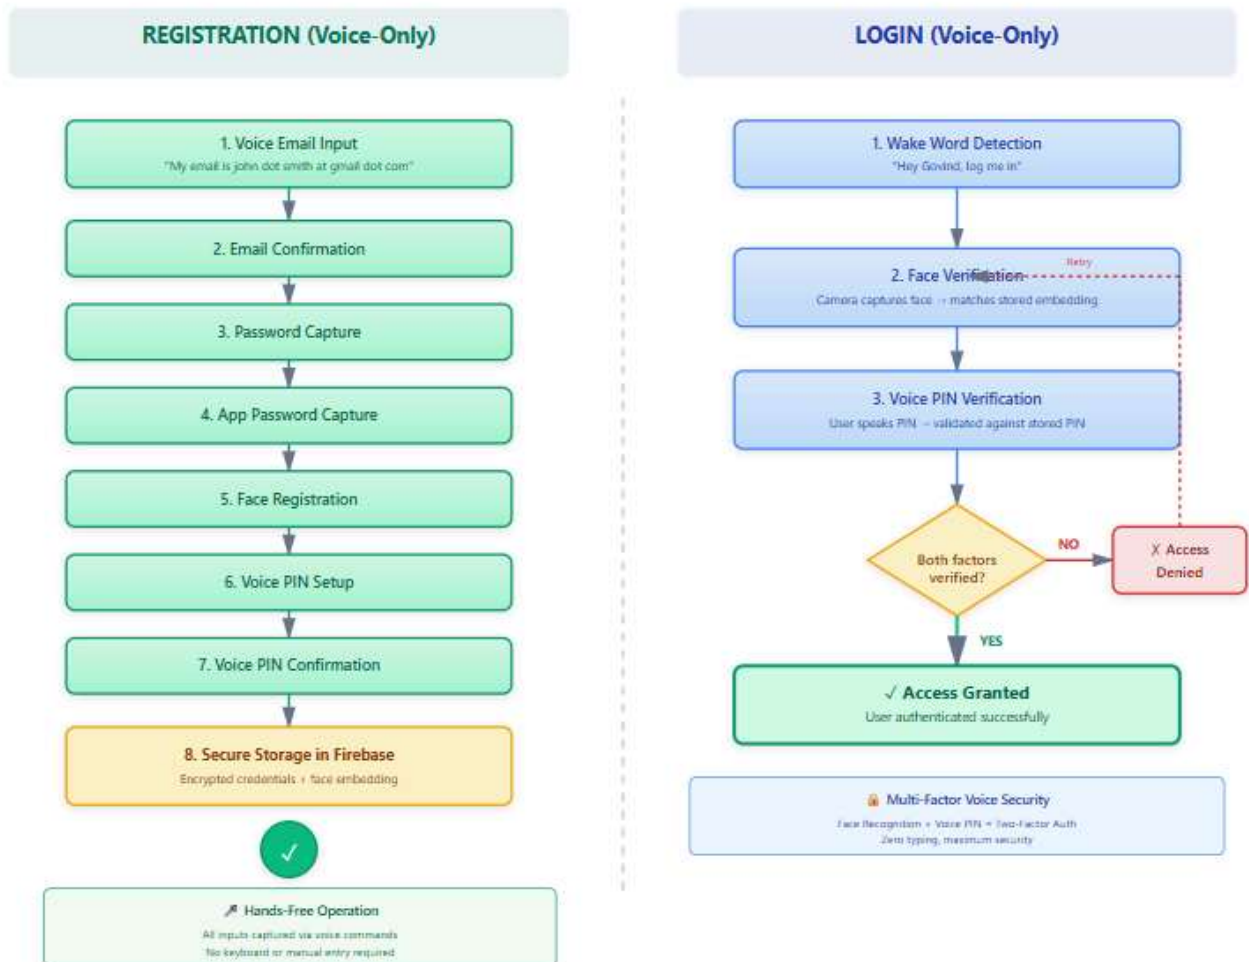 REGISTRATION (Voice-Only)
1. Voice Email Input
"My email is john dot smith at gmail dot com"
2. Email Confirmation
3. Password Capture
4. App Password Capture
5. Face Registration
6. Voice PIN Setup
7. Voice PIN Confirmation
8. Secure Storage in Firebase
Encrypted credentials + face embedding
✓
Hands-Free Operation
All inputs captured via voice commands
No keyboard or manual entry required
LOGIN (Voice-Only)
1. Wake Word Detection
"Hey Govind, log me in"
Retry
2. Face Verification
Camera captures face → matches stored embedding
3. Voice PIN Verification
User speaks PIN → validated against stored PIN
Both factors
verified?
NO
X Access
Denied
YES
✓ Access Granted
User authenticated successfully
🔒 Multi-Factor Voice Security
Face Recognition + Voice PIN = Two-Factor Auth
Zero typing, maximum security